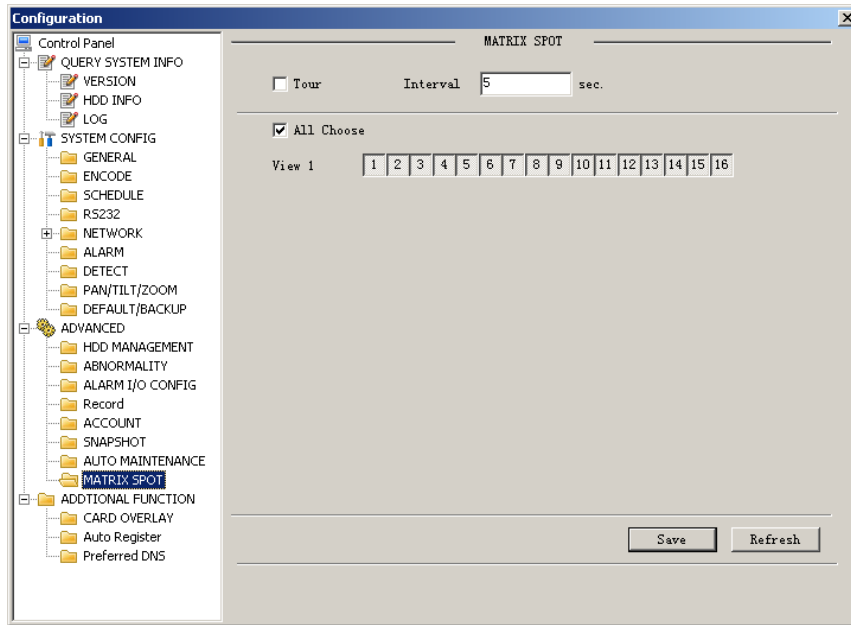 Configuration
Control Panel
QUERY SYSTEM INFO
VERSION
HDD INFO
LOG
SYSTEM CONFIG
GENERAL
ENCODE
SCHEDULE
RS232
NETWORK
ALARM
DETECT
PAN/TILT/ZOOM
DEFAULT/BACKUP
ADVANCED
HDD MANAGEMENT
ABNORMALITY
ALARM I/O CONFIG
Record
ACCOUNT
SNAPSHOT
AUTO MAINTENANCE
MATRIX SPOT
ADDTIONAL FUNCTION
CARD OVERLAY
Auto Register
Preferred DNS
MATRIX SPOT
Tour Interval 5 sec.
All Choose
View 1 1 2 3 4 5 6 7 8 9 10 11 12 13 14 15 16
Save Refresh